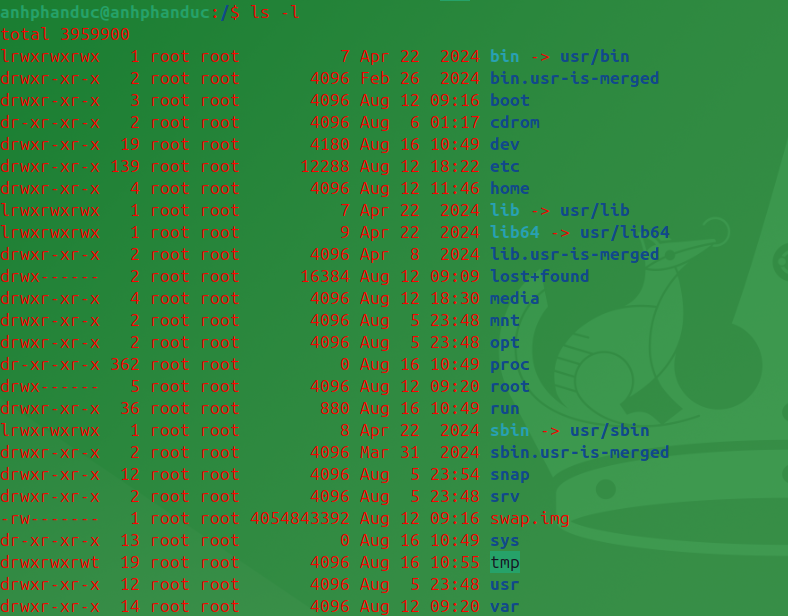 anhphanduc@anhphanduc:/$ ls -l
total 3959900
lrwxrwxrwx   1 root root          7 Apr 22  2024 bin -> usr/bin
drwxr-xr-x   2 root root       4096 Feb 26  2024 bin.usr-is-merged
drwxr-xr-x   3 root root       4096 Aug 12 09:16 boot
dr-xr-xr-x   2 root root       4096 Aug  6 01:17 cdrom
drwxr-xr-x  19 root root       4180 Aug 16 10:49 dev
drwxr-xr-x 139 root root      12288 Aug 12 18:22 etc
drwxr-xr-x   4 root root       4096 Aug 12 11:46 home
lrwxrwxrwx   1 root root          7 Apr 22  2024 lib -> usr/lib
lrwxrwxrwx   1 root root          9 Apr 22  2024 lib64 -> usr/lib64
drwxr-xr-x   2 root root       4096 Apr  8  2024 lib.usr-is-merged
drwx------   2 root root      16384 Aug 12 09:09 lost+found
drwxr-xr-x   4 root root       4096 Aug 12 18:30 media
drwxr-xr-x   2 root root       4096 Aug  5 23:48 mnt
drwxr-xr-x   2 root root       4096 Aug  5 23:48 opt
dr-xr-xr-x 362 root root          0 Aug 16 10:49 proc
drwx------   5 root root       4096 Aug 12 09:20 root
drwxr-xr-x  36 root root        880 Aug 16 10:49 run
lrwxrwxrwx   1 root root          8 Apr 22  2024 sbin -> usr/sbin
drwxr-xr-x   2 root root       4096 Mar 31  2024 sbin.usr-is-merged
drwxr-xr-x  12 root root       4096 Aug  5 23:54 snap
drwxr-xr-x   2 root root       4096 Aug  5 23:48 srv
-rw-------   1 root root 4054843392 Aug 12 09:16 swap.img
dr-xr-xr-x  13 root root          0 Aug 16 10:49 sys
drwxrwxrwt  19 root root       4096 Aug 16 10:55 tmp
drwxr-xr-x  12 root root       4096 Aug  5 23:48 usr
drwxr-xr-x  14 root root       4096 Aug 12 09:20 var